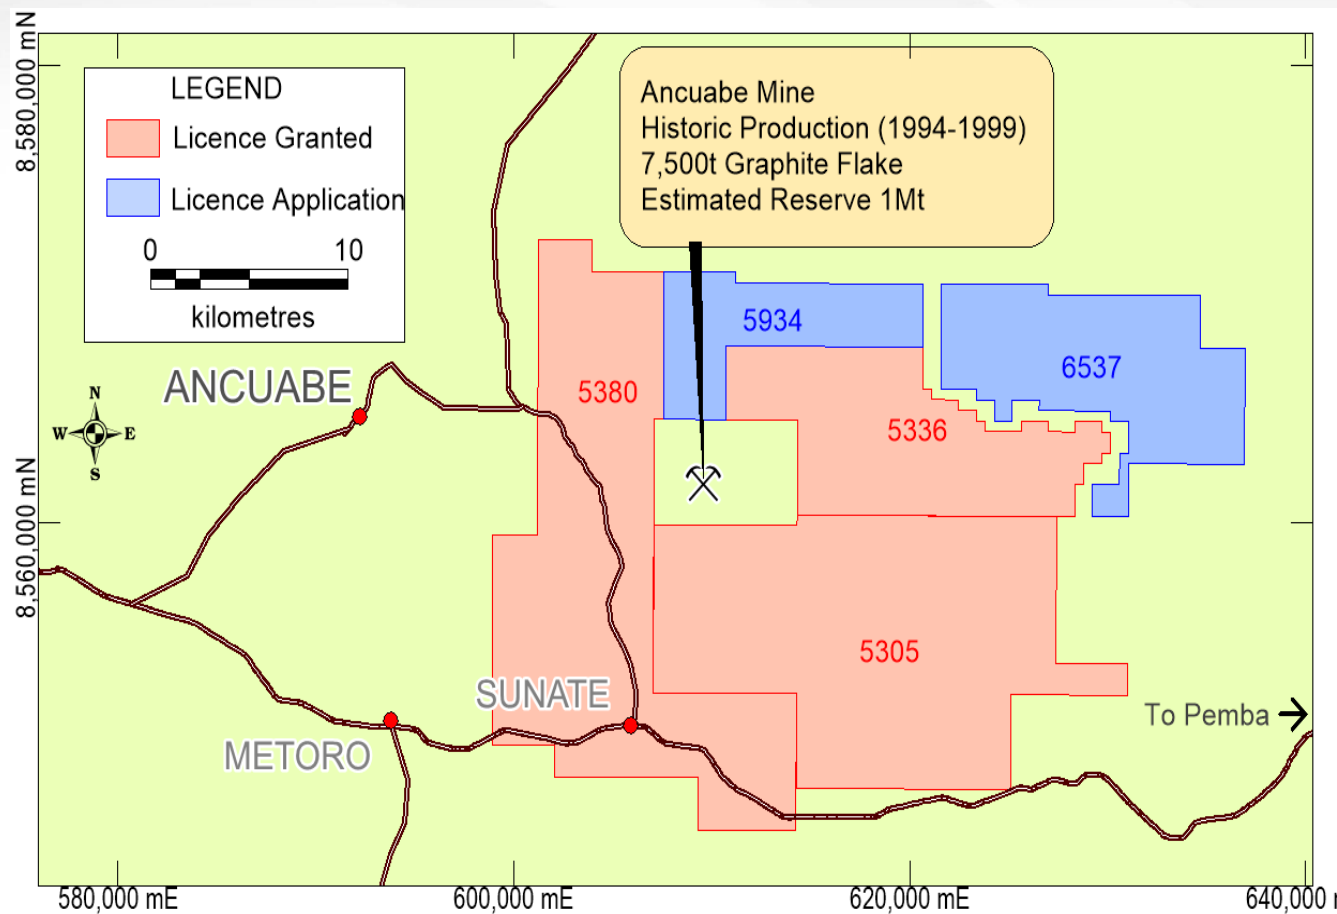 8,580,000 mN
LEGEND
Licence Granted
Licence Application
0 10
kilometres
Ancuabe Mine
Historic Production (1994-1999)
7,500t Graphite Flake
Estimated Reserve 1Mt
5934
6537
5380
5336
ANCUABE
N
W E
S
8,560,000 mN
5305
SUNATE
To Pemba
METORO
580,000 mE
600,000 mE
620,000 mE
640,000